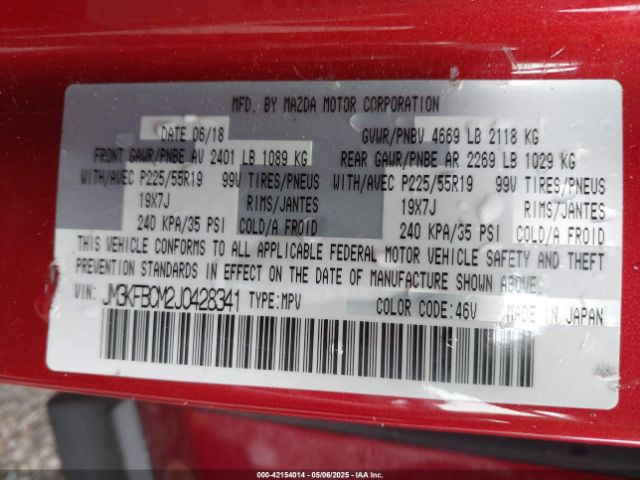 MFD. BY MAZDA MOTOR CORPORATION
DATE 06/18 GVWR/PNBV 4669 LB 2118 KG
FRONT GAWR/PNBE AV 2401 LB 1089 KG REAR GAWR/PNBE AR 2269 LB 1029 KG
WITH/AVEC P225/55R19 99V TIRES/PNEUS WITH/AVEC P225/55R19 99V TIRES/PNEUS
19X7J RIMS/JANTES 19X7J RIMS/JANTES
240 KPA/35 PSI COLD/A FROID 240 KPA/35 PSI COLD/A FROID
THIS VEHICLE CONFORMS TO ALL APPLICABLE FEDERAL MOTOR VEHICLE SAFETY AND THEFT
PREVENTION STANDARDS IN EFFECT ON THE DATE OF MANUFACTURE SHOWN ABOVE.
VIN: JM3KFBCM2J0428341 TYPE:MPV COLOR CODE: 46V MADE IN JAPAN
000-42154014 - 05/06/2025 - © IAA, LLC.